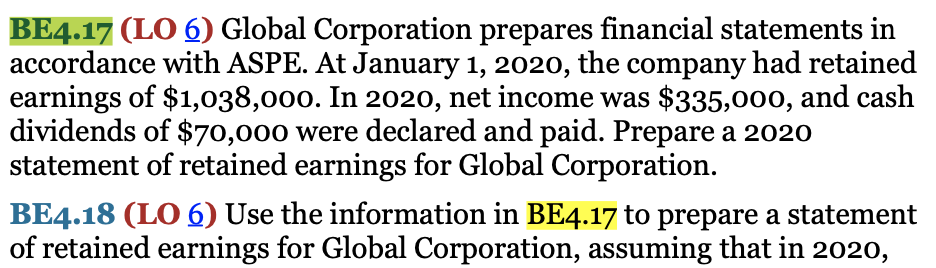 BE4.17 (LO 6) Global Corporation prepares financial statements in
accordance with ASPE. At January 1, 2020, the company had retained
earnings of $1,038,000. In 2020, net income was $335,000, and cash
dividends of $70,000 were declared and paid. Prepare a 2020
statement of retained earnings for Global Corporation.
BE4.18 (LO 6) Use the information in BE4.17 to prepare a statement
of retained earnings for Global Corporation, assuming that in 2020,